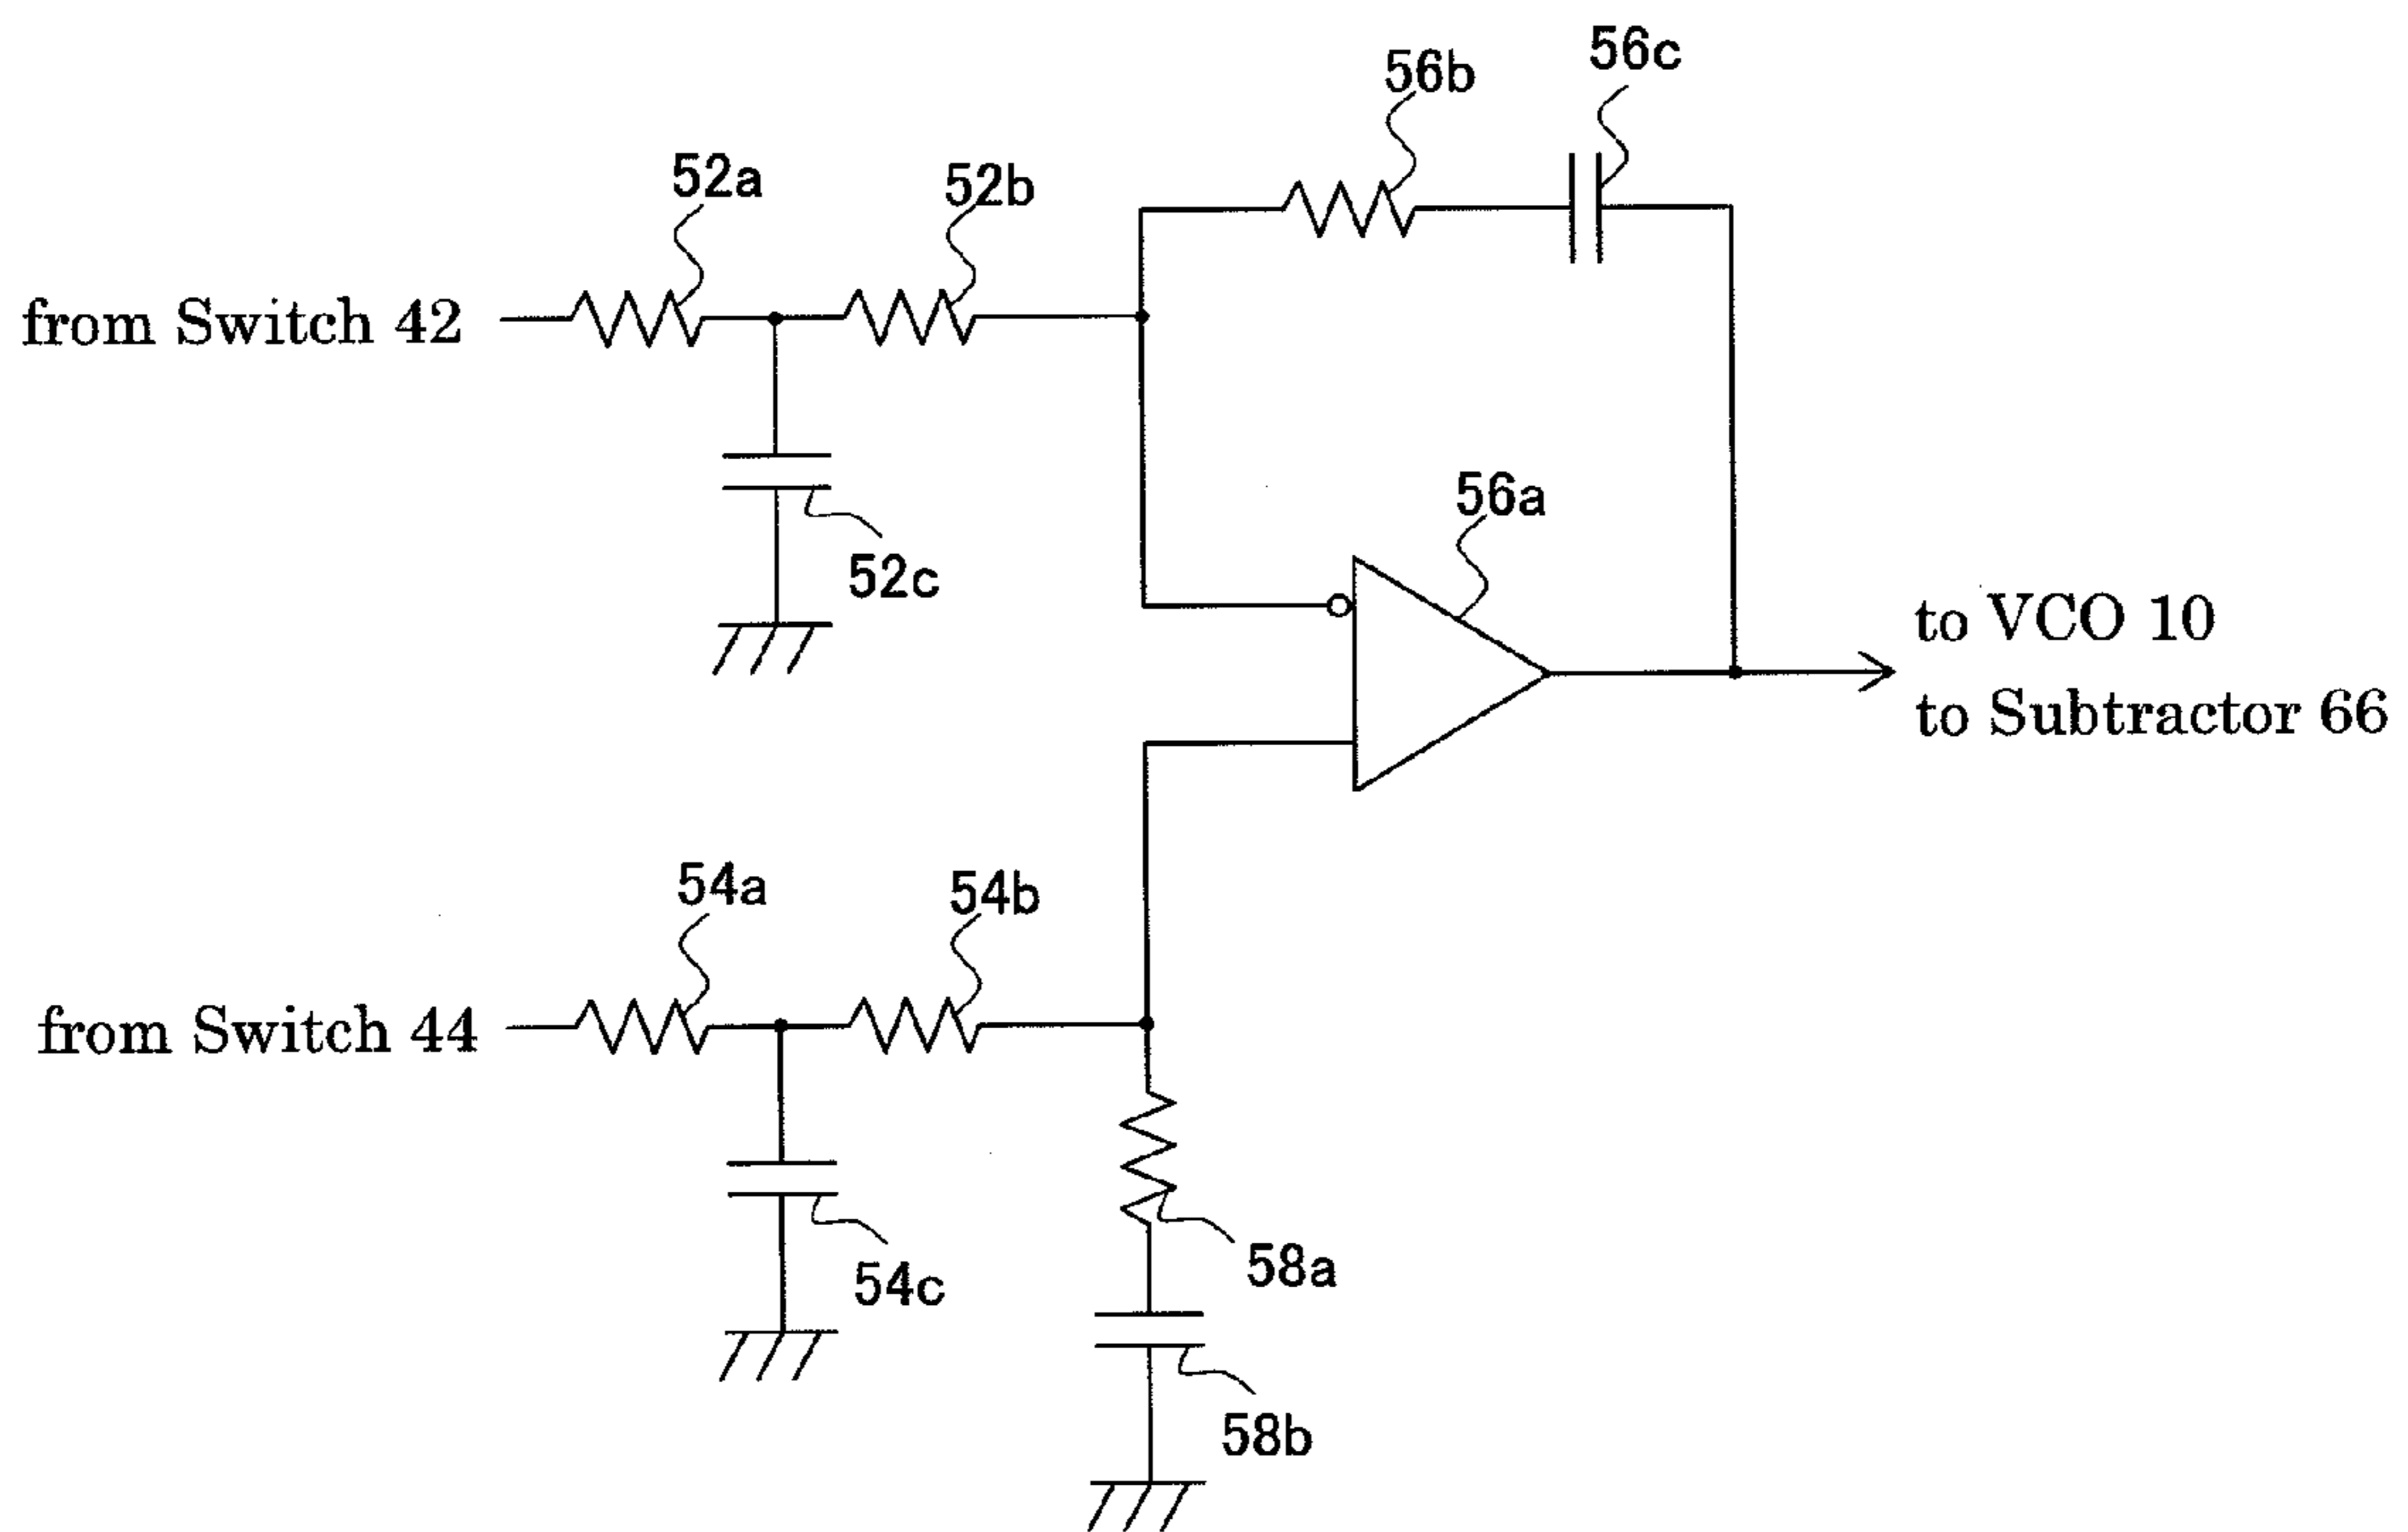 56c
56b
52a
52b
from Switch 42
56a
52c
to VCO 10
to Subtractor 66
54a
54b
from Switch 44
58a
54c
58b